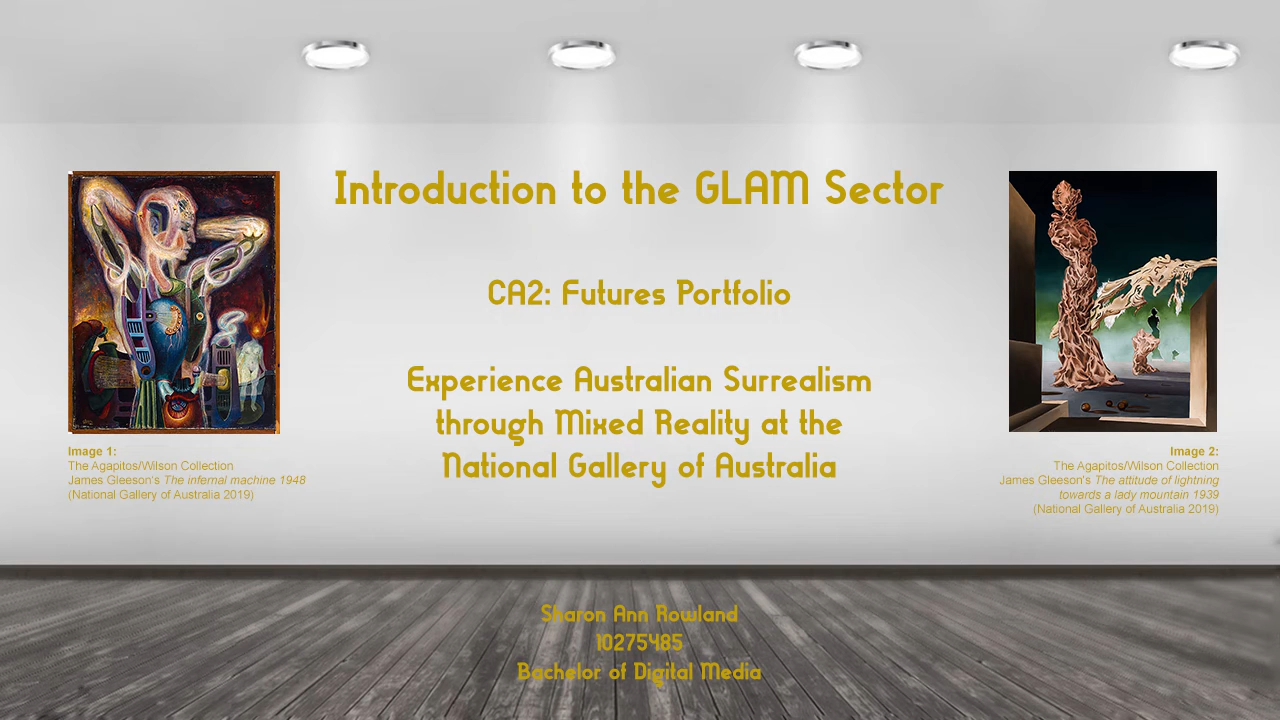 Introduction to the GLAM Sector
CA2: Futures Portfolio
Experience Australian Surrealism
through Mixed Reality at the
National Gallery of Australia
Image 1:
The Agapitos/Wilson Collection
James Gleeson's The infernal machine 1948
(National Gallery of Australia 2019)
Image 2:
The Agapitos/Wilson Collection
James Gleeson's The attitude of lightning
towards a lady mountain 1939
(National Gallery of Australia 2019)
Sharon Ann Rowland
10275485
Bachelor of Digital Media